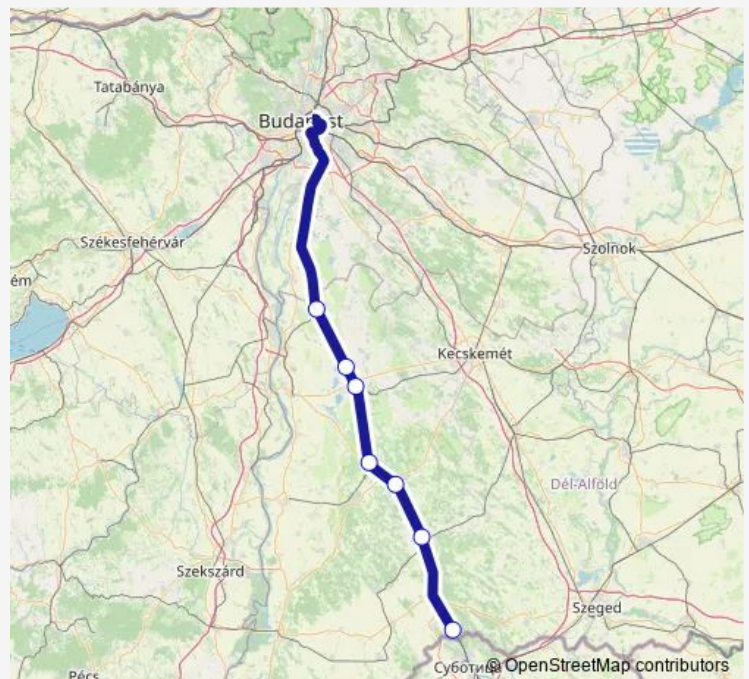 Tatabánya
Budapest
Székesfehérvár
Szolnok
ém
Kecskemét
Dél-Alföld
Szekszárd
Szeged
Суботица
© OpenStreetMap contributors
Pécs